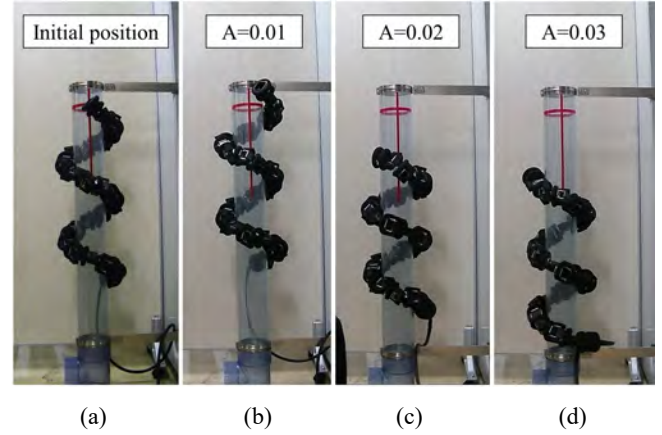 Initial position
A=0.01
A=0.02
A=0.03
(a)
(b)
(c)
(d)